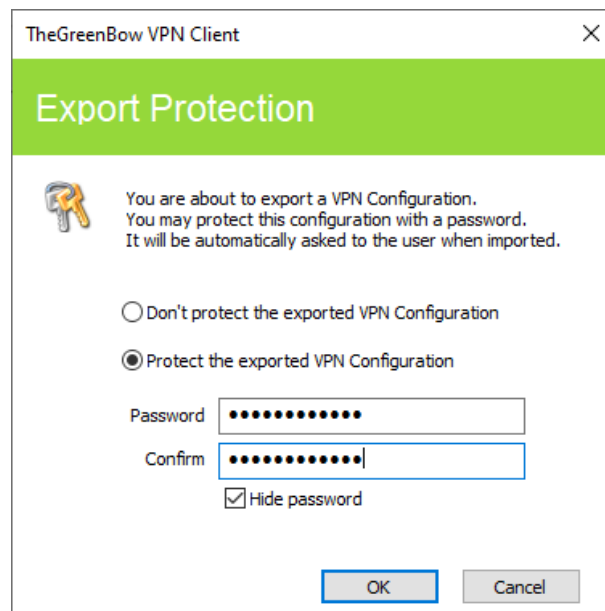 TheGreenBow VPN Client
Export Protection
You are about to export a VPN Configuration.
You may protect this configuration with a password.
It will be automatically asked to the user when imported.
Don't protect the exported VPN Configuration
Protect the exported VPN Configuration
Password ●●●●●●●●●●●●
Confirm ●●●●●●●●●●●●
Hide password
OK Cancel